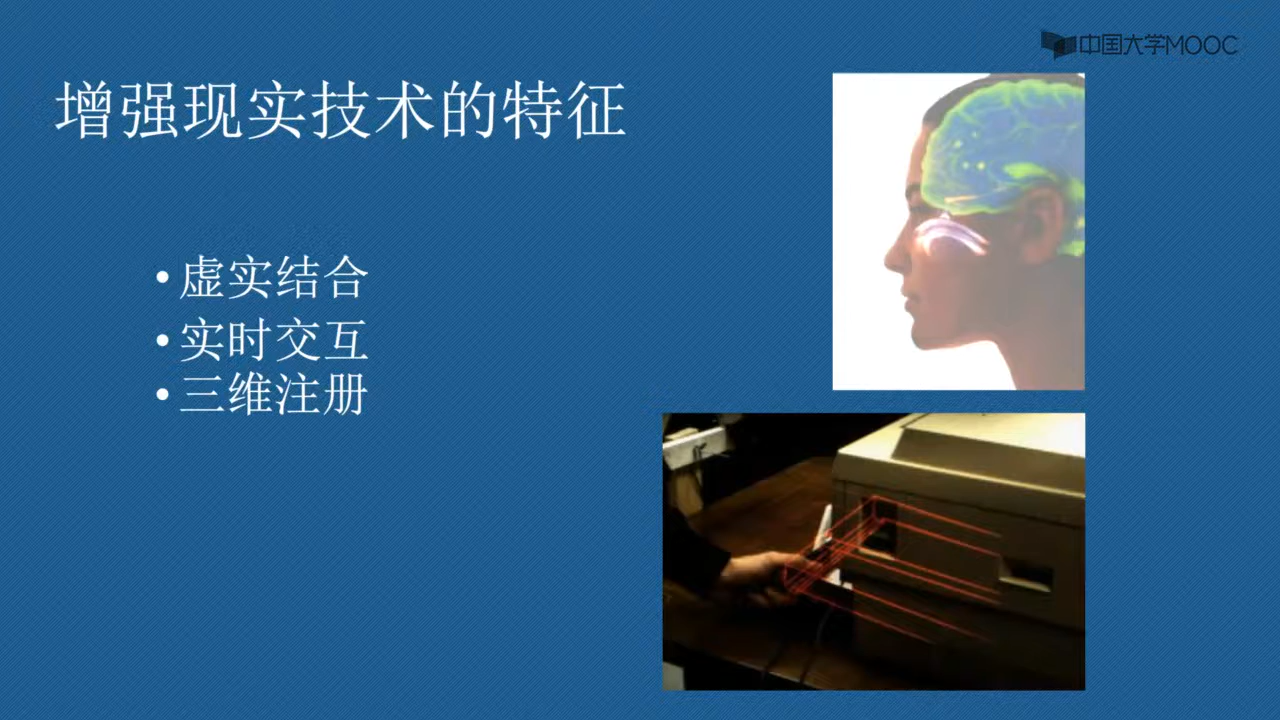 中国大学MOOC
增强现实技术的特征
•虚实结合
•实时交互
•三维注册